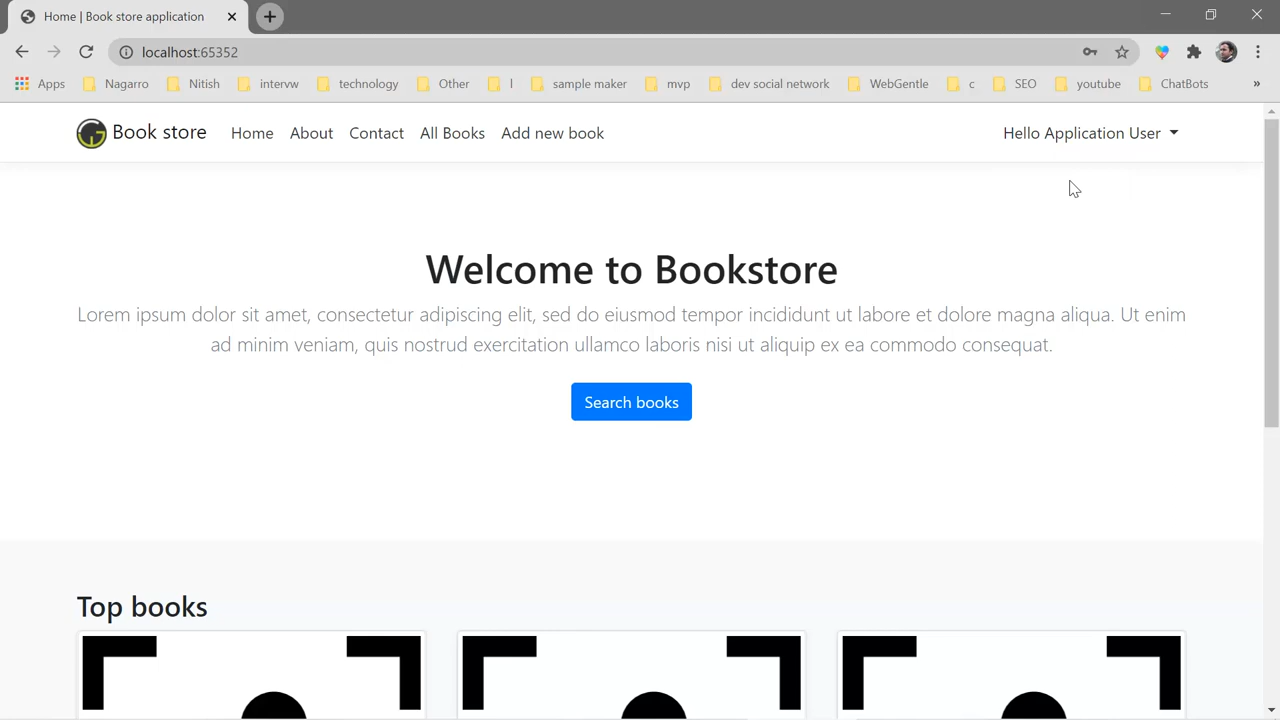 Home | Book store application
localhost:65352
Apps Nagarro Nitish intervw technology Other l sample maker mvp dev social network WebGentle c SEO youtube ChatBots »
Book store Home About Contact All Books Add new book Hello Application User
Welcome to Bookstore
Lorem ipsum dolor sit amet, consectetur adipiscing elit, sed do eiusmod tempor incididunt ut labore et dolore magna aliqua. Ut enim
ad minim veniam, quis nostrud exercitation ullamco laboris nisi ut aliquip ex ea commodo consequat.
Search books
Top books